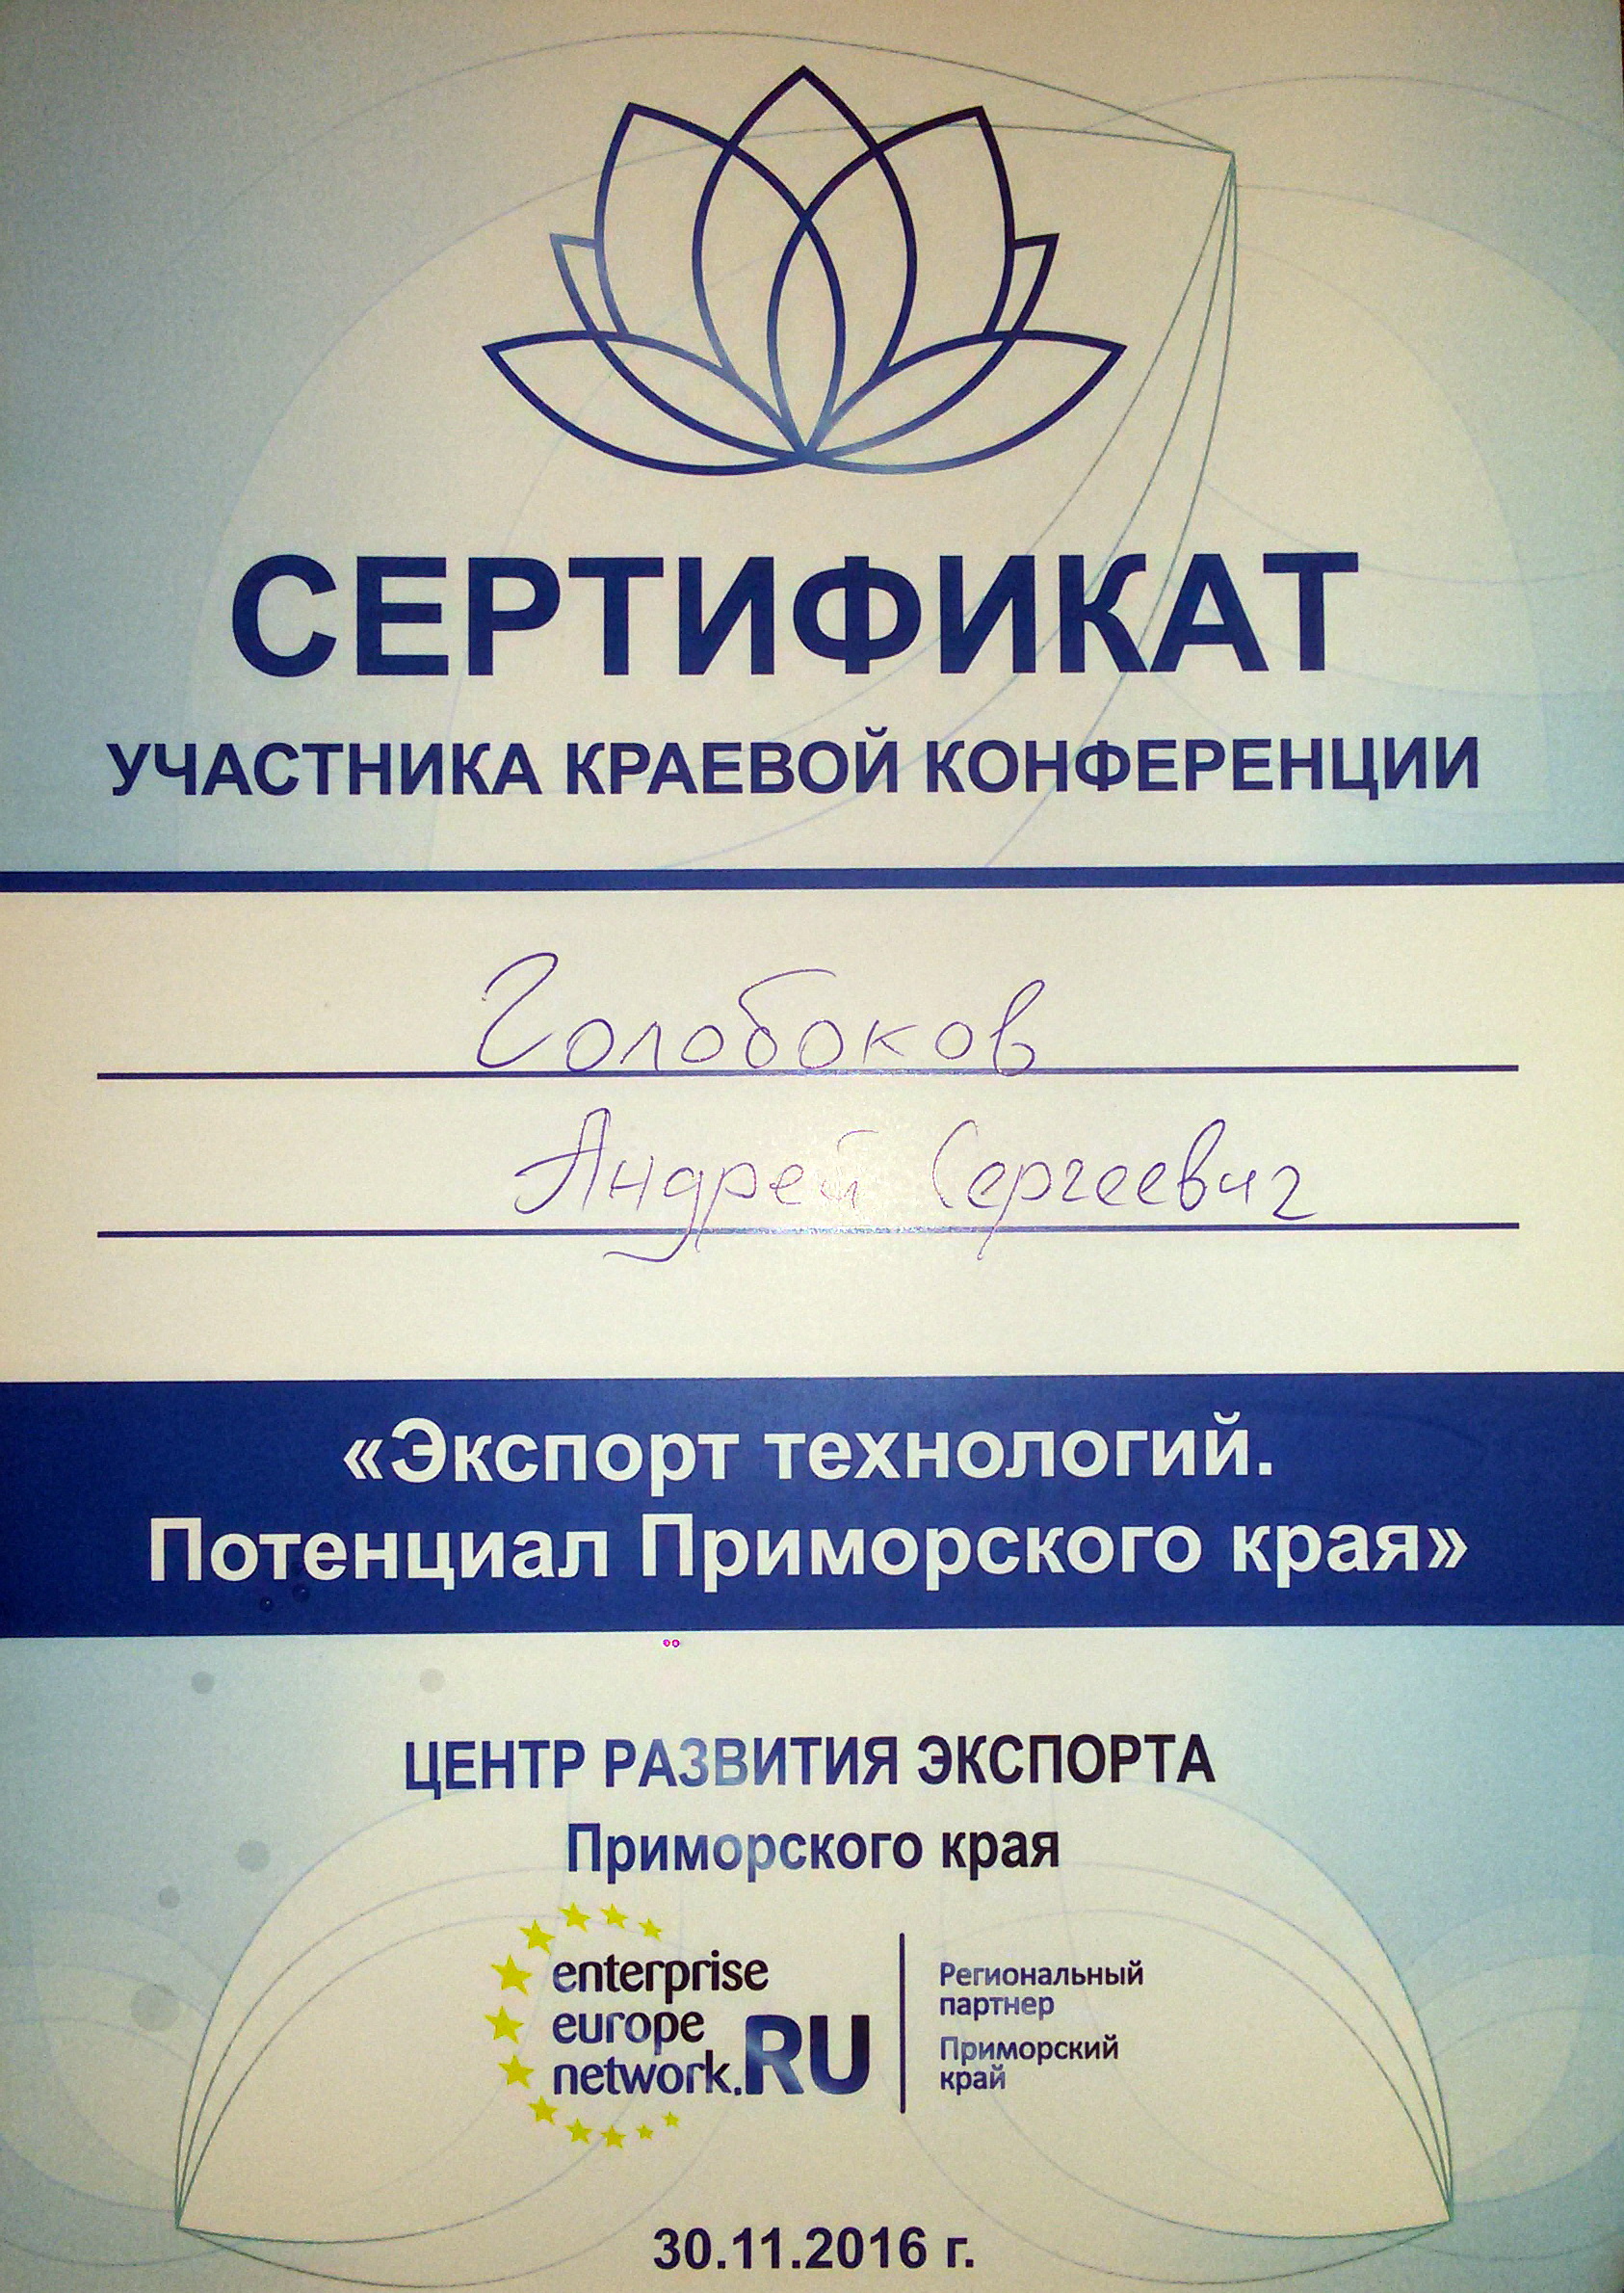 СЕРТИФИКАТ
УЧАСТНИКА КРАЕВОЙ КОНФЕРЕНЦИИ
Голобоков
Андрей Сергеевич
«Экспорт технологий.
Потенциал Приморского края»
ЦЕНТР РАЗВИТИЯ ЭКСПОРТА
Приморского края
enterprise
europe
network.RU
Региональный
партнер
Приморский
край
30.11.2016 г.